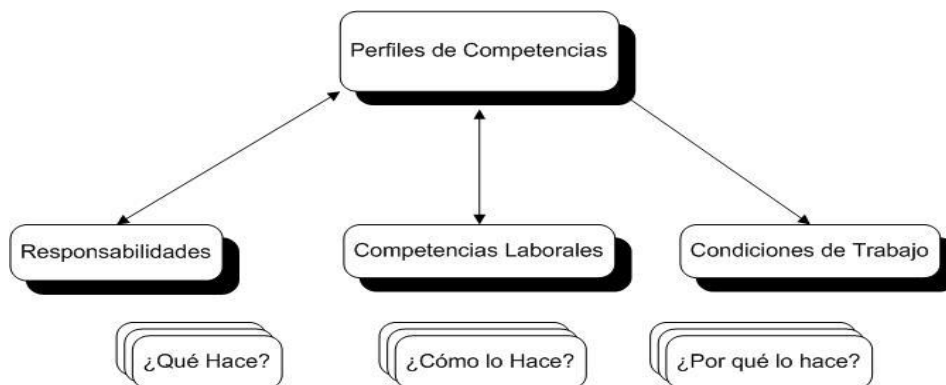 Perfiles de Competencias
Responsabilidades
Competencias Laborales
Condiciones de Trabajo
¿Qué Hace?
¿Cómo lo Hace?
¿Por qué lo hace?